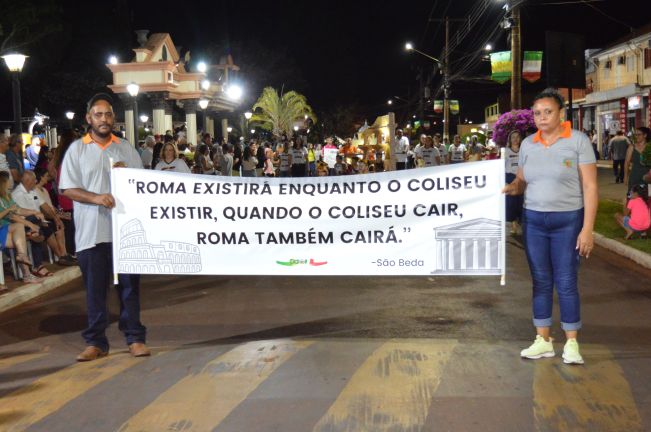 "ROMA EXISTIRÁ ENQUANTO O COLISEU
EXISTIR, QUANDO O COLISEU CAIR,
ROMA TAMBÉM CAIRÁ."
-São Beda